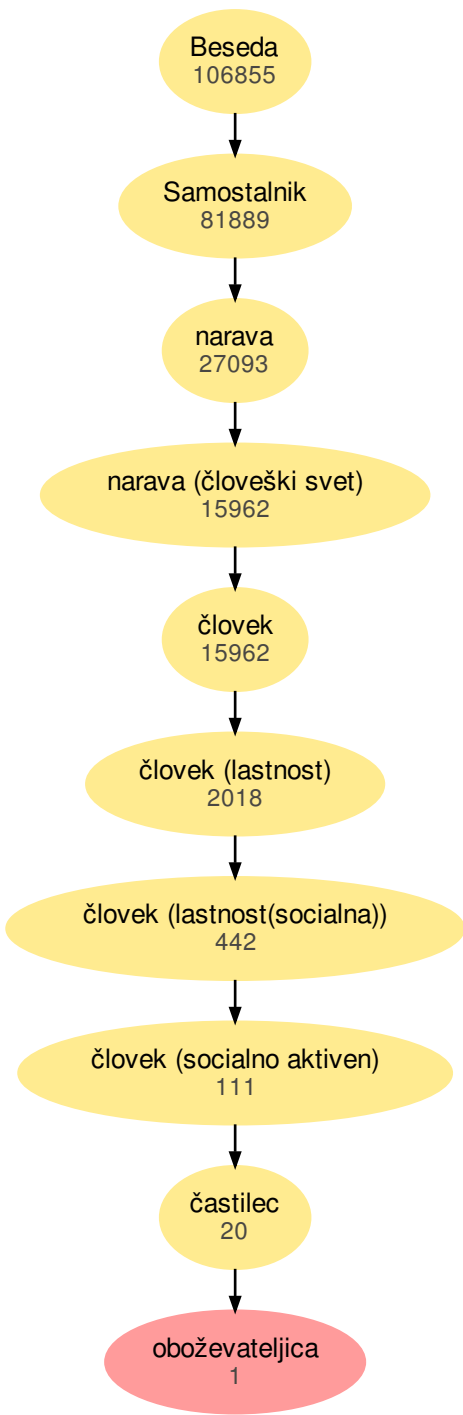 Beseda
106855
Samostalnik
81889
narava
27093
narava (človeški svet)
15962
človek
15962
človek (lastnost)
2018
človek (lastnost(socialna))
442
človek (socialno aktiven)
111
častilec
20
oboževateljica
1